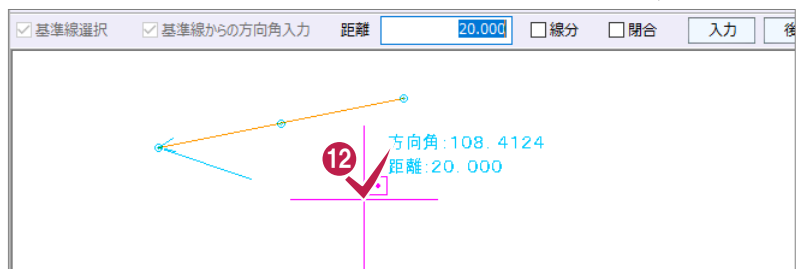 基準線選択 基準線からの方向角入力 距離 20.000 線分 閉合 入力
方向角:108.4124
距離:20.000
12